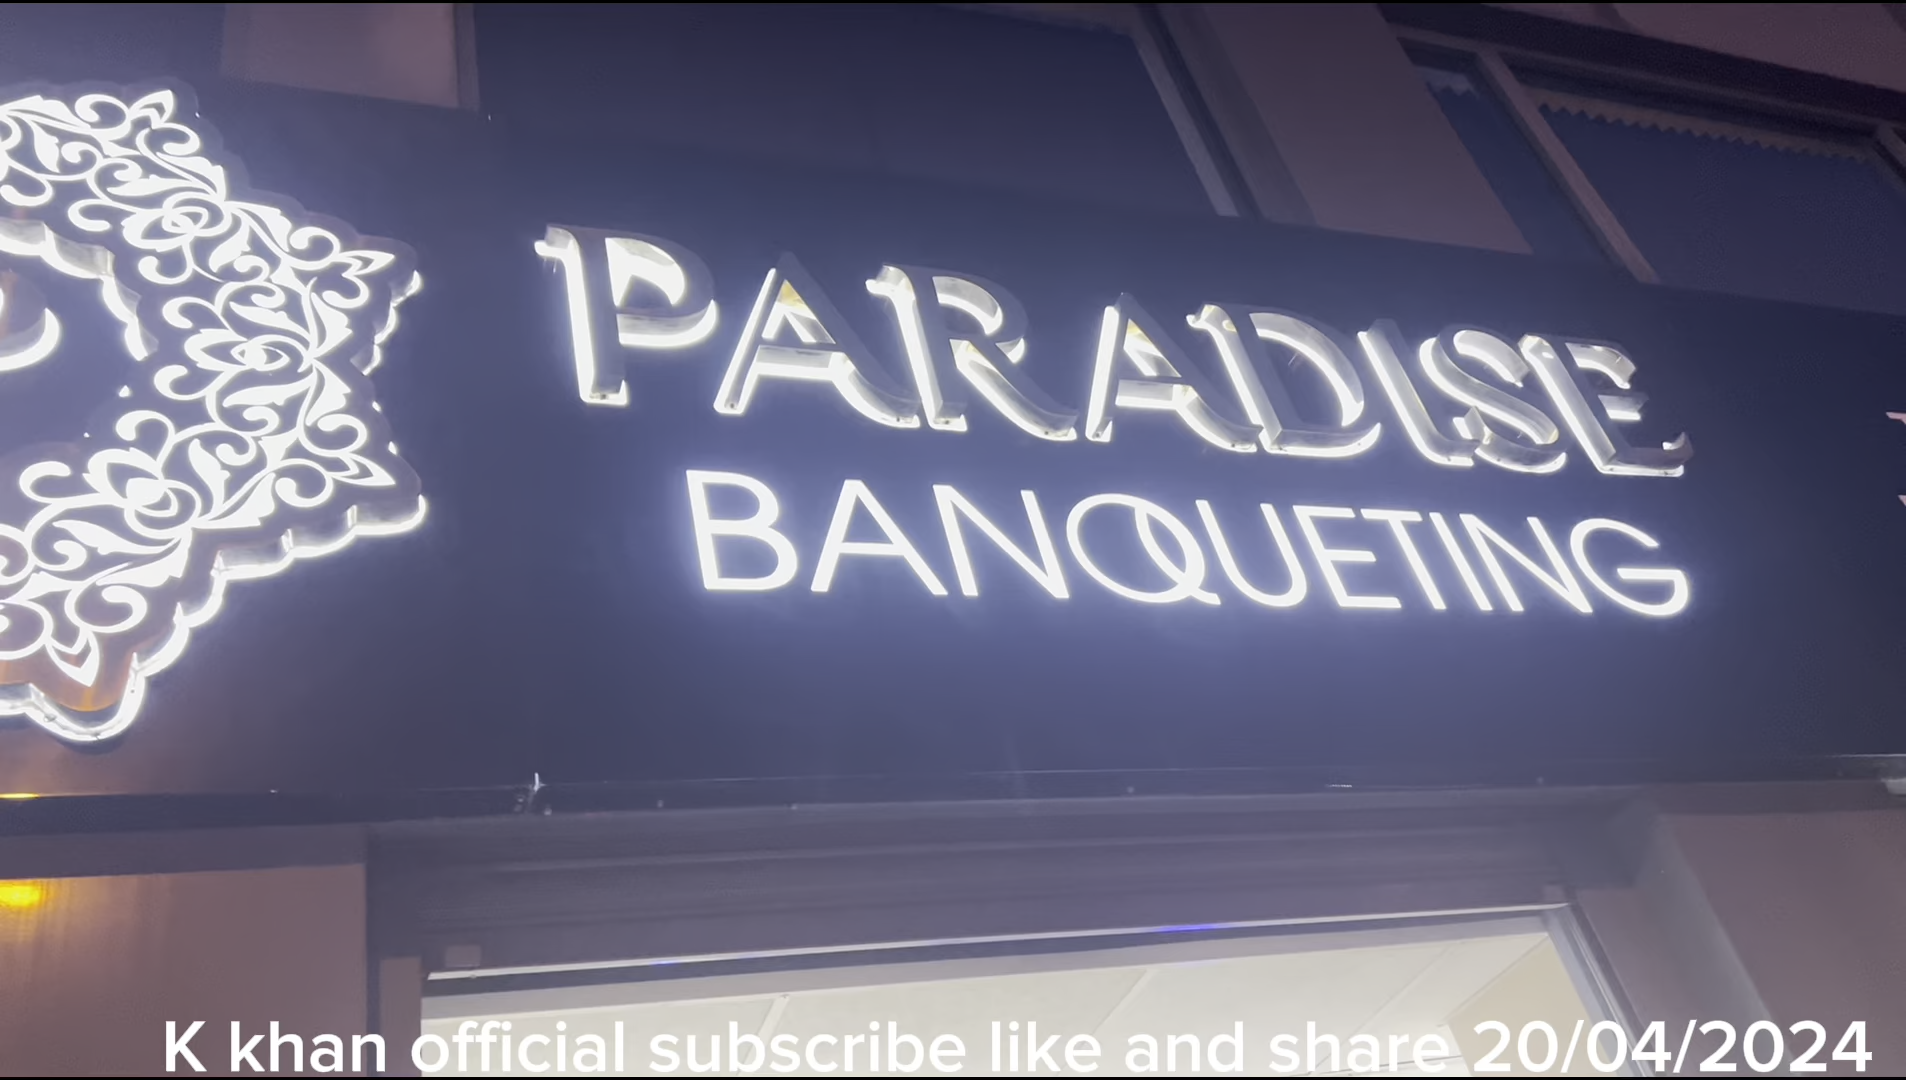 PARADISE
BANQUETING
K khan official subscribe like and share 20/04/2024